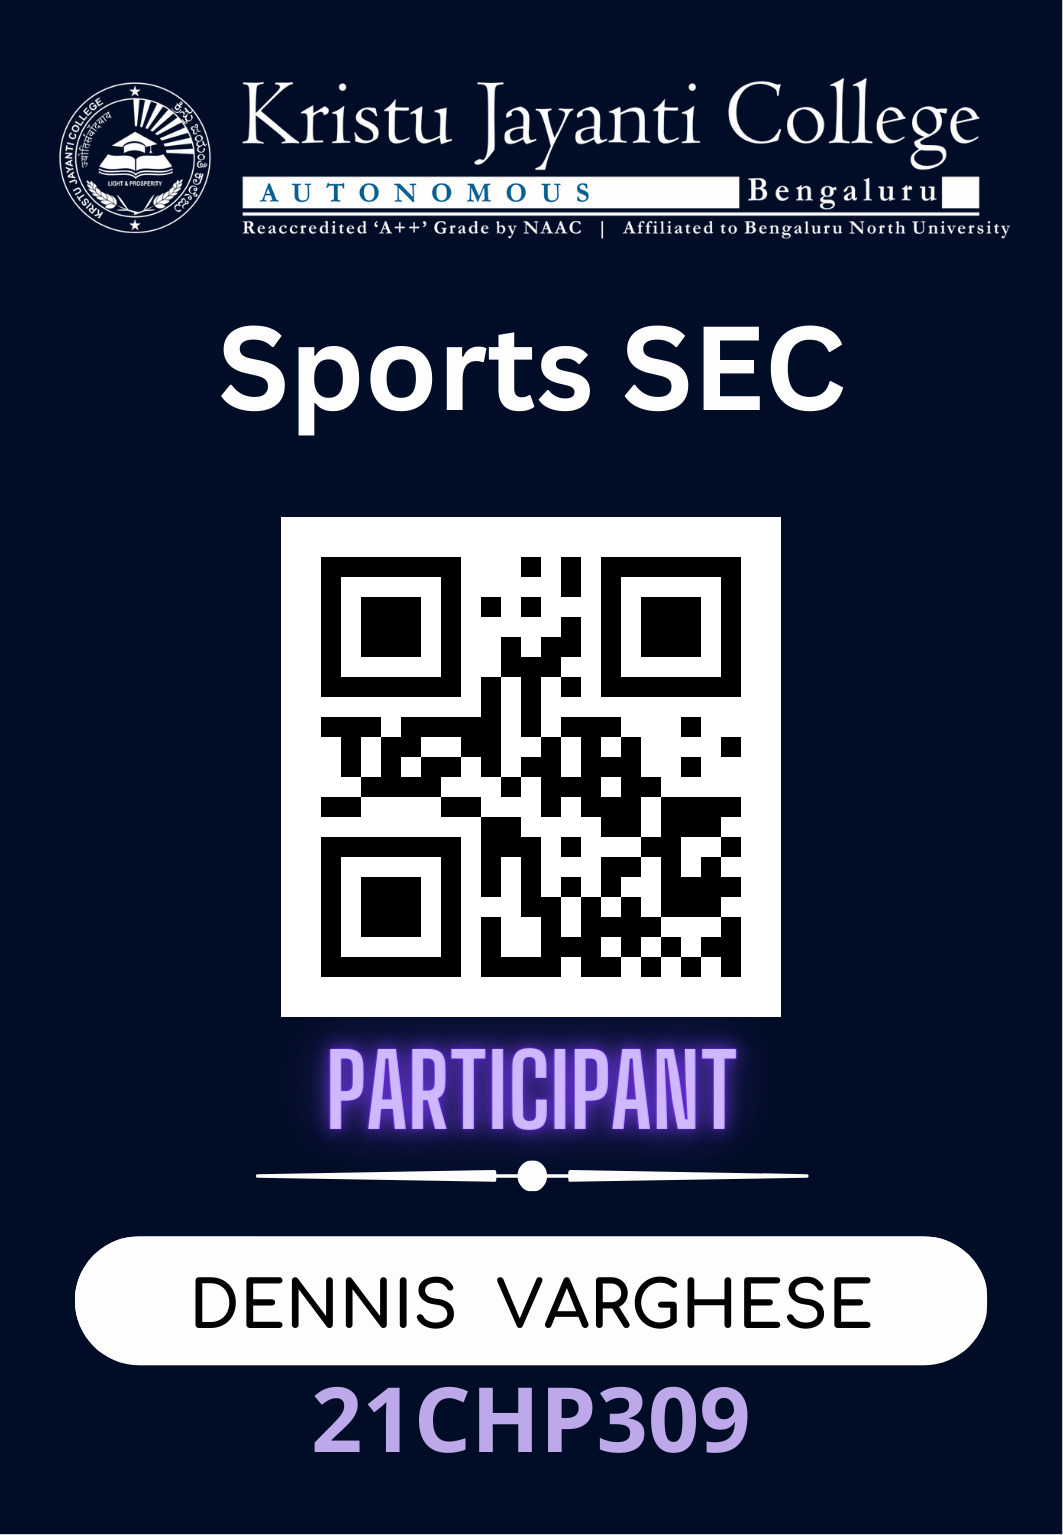 Kristu Jayanti College
AUTONOMOUS Bengaluru
Reaccredited ‘A++’ Grade by NAAC | Affiliated to Bengaluru North University
KRISTU JAYANTI COLLEGE
LIGHT & PROSPERITY
Sports SEC
PARTICIPANT
DENNIS VARGHESE
21CHP309